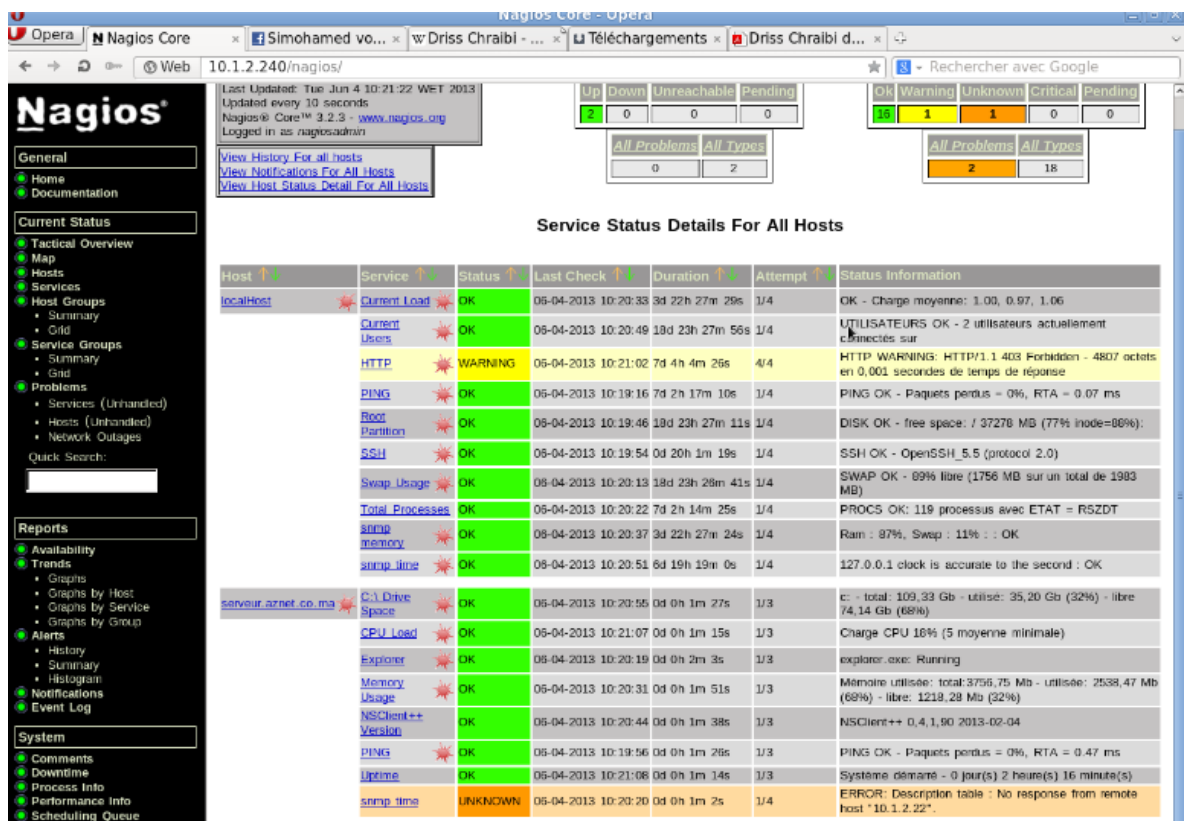 Nagios Core - Opera
Opera
Nagios Core
Simohamed vo...
Driss Chraibi - ...
Téléchargements
Driss Chraibi d...
Web
10.1.2.240/nagios/
Rechercher avec Google
Nagios®
General
Home
Documentation
Current Status
Tactical Overview
Map
Hosts
Services
Host Groups
Summary
Grid
Service Groups
Summary
Grid
Problems
Services (Unhandled)
Hosts (Unhandled)
Network Outages
Quick Search:
Reports
Availability
Trends
Graphs
Graphs by Host
Graphs by Service
Graphs by Group
Alerts
History
Summary
Histogram
Notifications
Event Log
System
Comments
Downtime
Process Info
Performance Info
Scheduling Queue
Last Updated: Tue Jun 4 10:21:22 WET 2013
Updated every 10 seconds
Nagios® Core™ 3.2.3 - www.nagios.org
Logged in as nagiosadmin
View History For all hosts
View Notifications For All Hosts
View Host Status Detail For All Hosts
Up Down Unreachable Pending
2 0 0 0
All Problems All Types
0 2
Ok Warning Unknown Critical Pending
16 1 1 0 0
All Problems All Types
2 18
Service Status Details For All Hosts
Host Service Status Last Check Duration Attempt Status Information
localHost Current Load OK 06-04-2013 10:20:33 3d 22h 27m 29s 1/4 OK - Charge moyenne: 1.00, 0.97, 1.06
Current Users OK 06-04-2013 10:20:49 18d 23h 27m 56s 1/4 UTILISATEURS OK - 2 utilisateurs actuellement connectés sur
HTTP WARNING 06-04-2013 10:21:02 7d 4h 4m 26s 4/4 HTTP WARNING: HTTP/1.1 403 Forbidden - 4807 octets en 0,001 secondes de temps de réponse
PING OK 06-04-2013 10:19:16 7d 2h 17m 10s 1/4 PING OK - Paquets perdus = 0%, RTA = 0.07 ms
Root Partition OK 06-04-2013 10:19:46 18d 23h 27m 11s 1/4 DISK OK - free space: / 37278 MB (77% inode=88%):
SSH OK 06-04-2013 10:19:54 0d 20h 1m 19s 1/4 SSH OK - OpenSSH_5.5 (protocol 2.0)
Swap Usage OK 06-04-2013 10:20:13 18d 23h 26m 41s 1/4 SWAP OK - 89% libre (1756 MB sur un total de 1983 MB)
Total Processes OK 06-04-2013 10:20:22 7d 2h 14m 25s 1/4 PROCS OK: 119 processus avec ETAT = RSZDT
snmp memory OK 06-04-2013 10:20:37 3d 22h 27m 24s 1/4 Ram : 87%, Swap : 11% : : OK
snmp_time OK 06-04-2013 10:20:51 6d 19h 19m 0s 1/4 127.0.0.1 clock is accurate to the second : OK
serveur.aznet.co.ma C:\ Drive Space OK 06-04-2013 10:20:55 0d 0h 1m 27s 1/3 c: - total: 109,33 Gb - utilisé: 35,20 Gb (32%) - libre 74,14 Gb (68%)
CPU Load OK 06-04-2013 10:21:07 0d 0h 1m 15s 1/3 Charge CPU 18% (5 moyenne minimale)
Explorer OK 06-04-2013 10:20:19 0d 0h 2m 3s 1/3 explorer.exe: Running
Memory Usage OK 06-04-2013 10:20:31 0d 0h 1m 51s 1/3 Mémoire utilisée: total:3756,75 Mb - utilisée: 2538,47 Mb (68%) - libre: 1218,28 Mb (32%)
NSClient++ Version OK 06-04-2013 10:20:44 0d 0h 1m 38s 1/3 NSClient++ 0,4,1,90 2013-02-04
PING OK 06-04-2013 10:19:56 0d 0h 1m 26s 1/3 PING OK - Paquets perdus = 0%, RTA = 0.47 ms
Uptime OK 06-04-2013 10:21:08 0d 0h 1m 14s 1/3 Système démarré - 0 jour(s) 2 heure(s) 16 minute(s)
snmp_time UNKNOWN 06-04-2013 10:20:20 0d 0h 1m 2s 1/4 ERROR: Description table : No response from remote host "10.1.2.22".